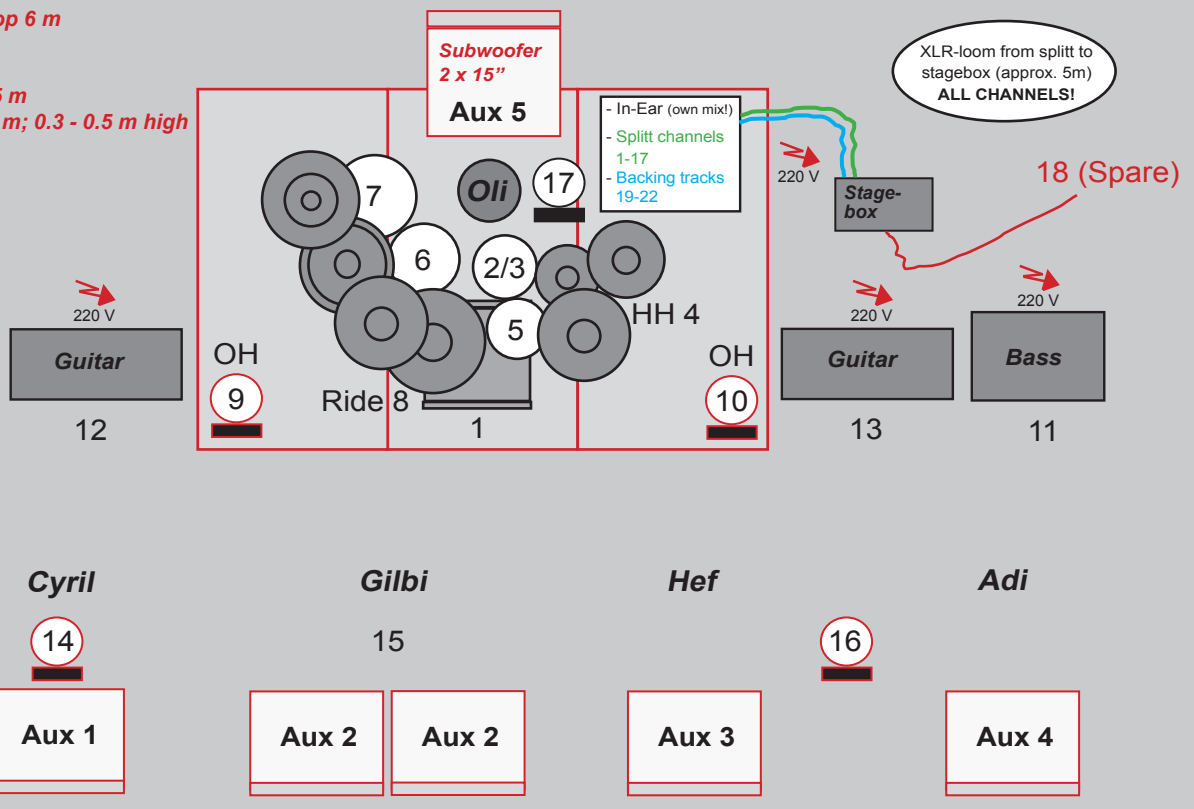 op 6 m
5 m
m; 0.3 - 0.5 m high
Subwoofer
2 x 15”
Aux 5
XLR-loom from splitt to
stagebox (approx. 5m)
ALL CHANNELS!
- In-Ear (own mix!)
- Splitt channels
1-17
- Backing tracks
19-22
220 V
Stage-
box
18 (Spare)
7
Oli
17
6
2/3
5
HH 4
220 V
Guitar
12
OH
9
Ride 8
1
OH
10
220 V
Guitar
13
220 V
Bass
11
Cyril
Gilbi
Hef
Adi
14
15
16
Aux 1
Aux 2
Aux 2
Aux 3
Aux 4